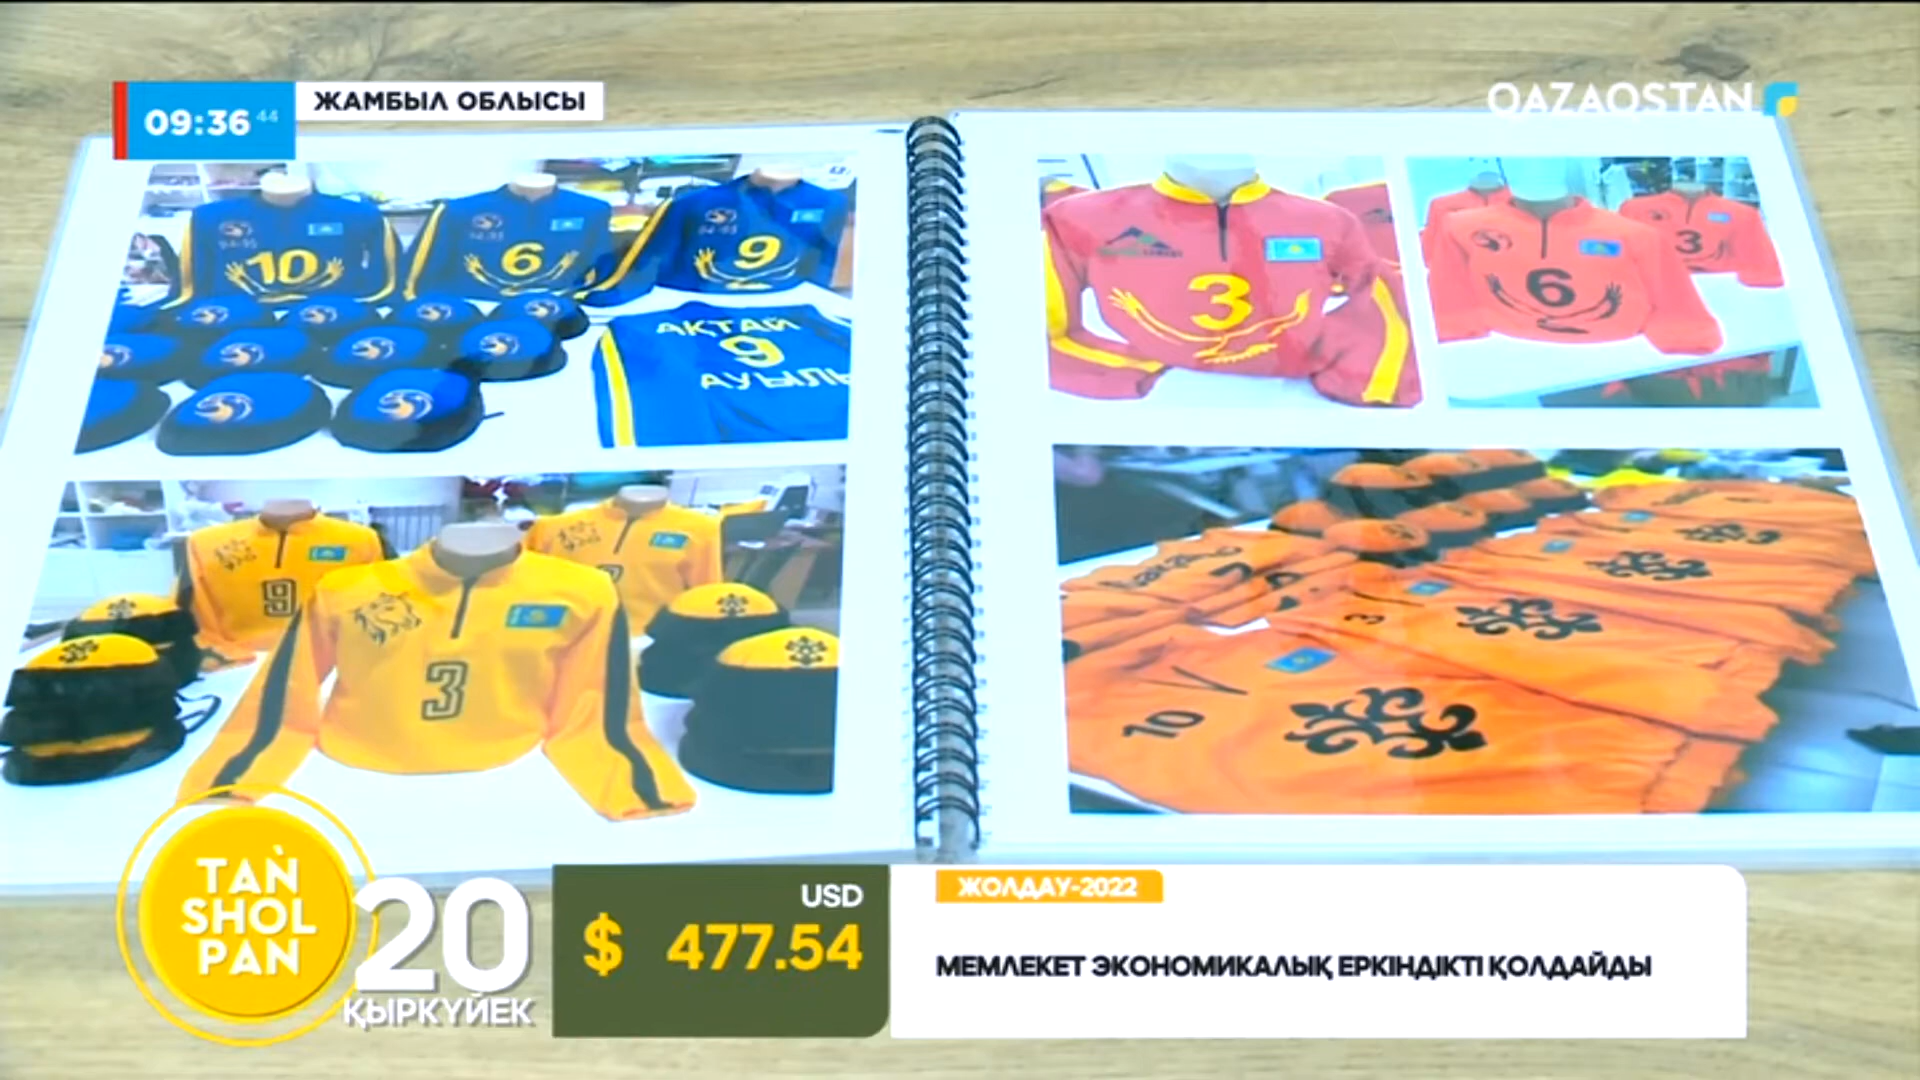 09:36 44
ЖАМБЫЛ ОБЛЫСЫ
QAZAQSTAN
10
6
9
АҚТАЙ
9
3
6
3
9
3
3
10
TAŃ
SHOL
PAN
20
ҚЫРКҮЙЕК
USD
$ 477.54
ЖОЛДАУ-2022
МЕМЛЕКЕТ ЭКОНОМИКАЛЫҚ ЕРКІНДІКТІ ҚОЛДАЙДЫ